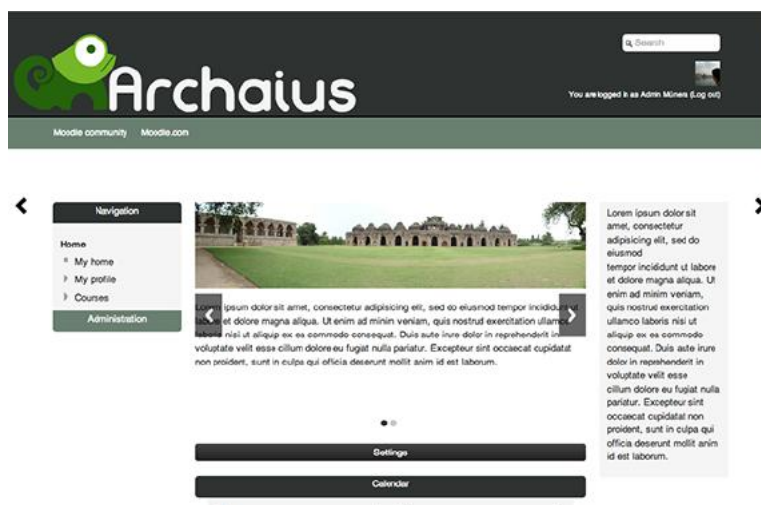 Search
Archaius
You are logged in as Admin Múnera (Log out)
Moodle community Moodle.com
Navigation
Home
My home
My profile
Courses
Administration
Lorem ipsum dolor sit amet, consectetur adipisicing elit, sed do eiusmod tempor incididunt ut
labore et dolore magna aliqua. Ut enim ad minim veniam, quis nostrud exercitation ullamco
laboris nisi ut aliquip ex ea commodo consequat. Duis aute irure dolor in reprehenderit in
voluptate velit esse cillum dolore eu fugiat nulla pariatur. Excepteur sint occaecat cupidatat
non proident, sunt in culpa qui officia deserunt mollit anim id est laborum.
Settings
Calendar
Lorem ipsum dolor sit
amet, consectetur
adipisicing elit, sed do
eiusmod
tempor incididunt ut labore
et dolore magna aliqua. Ut
enim ad minim veniam,
quis nostrud exercitation
ullamco laboris nisi ut
aliquip ex ea commodo
consequat. Duis aute irure
dolor in reprehenderit in
voluptate velit esse
cillum dolore eu fugiat nulla
pariatur. Excepteur sint
occaecat cupidatat non
proident, sunt in culpa qui
officia deserunt mollit anim
id est laborum.